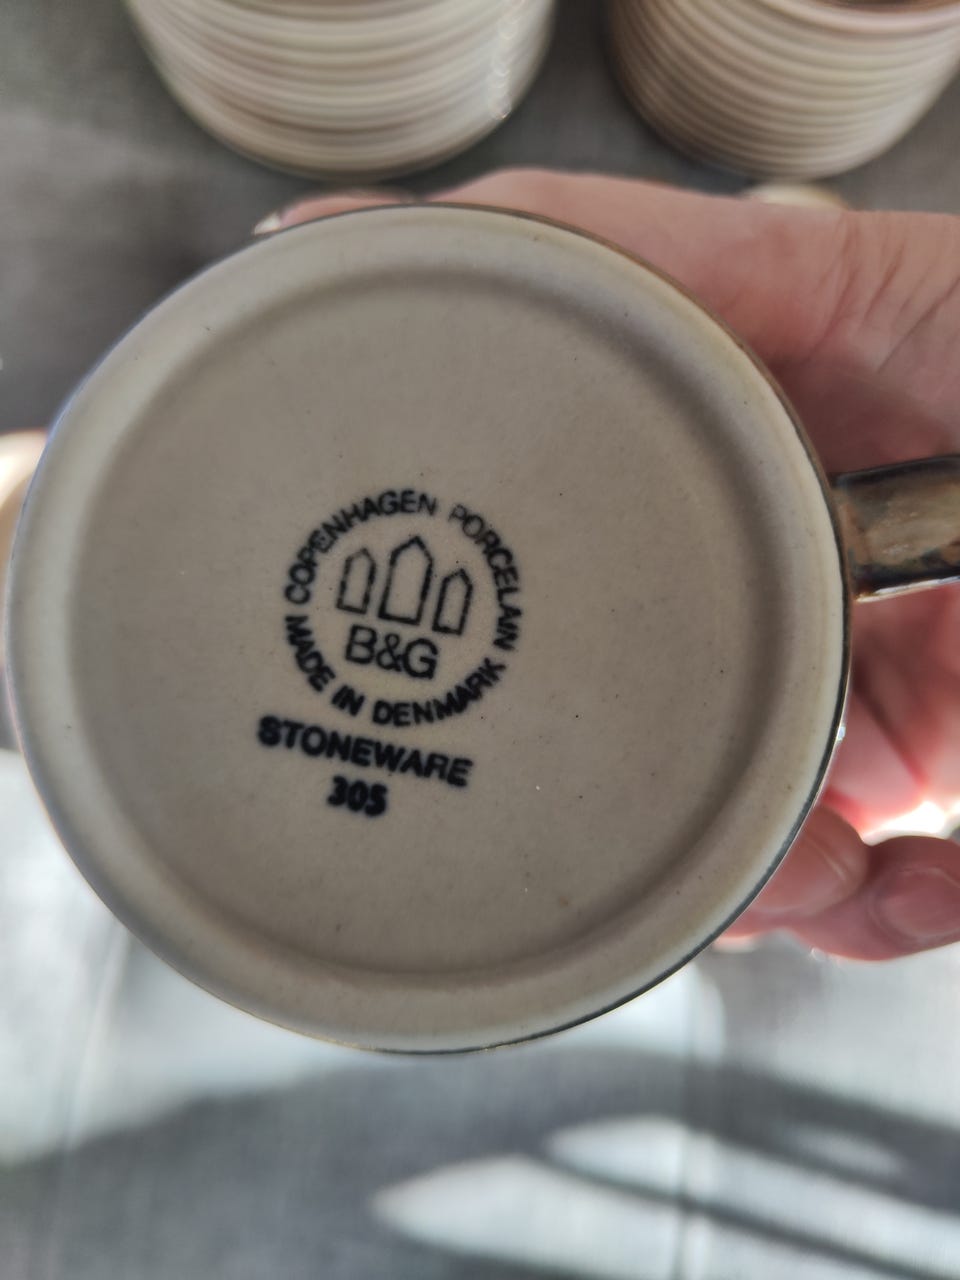 COPENHAGEN PORCELAIN
B&G
MADE IN DENMARK
STONEWARE
305